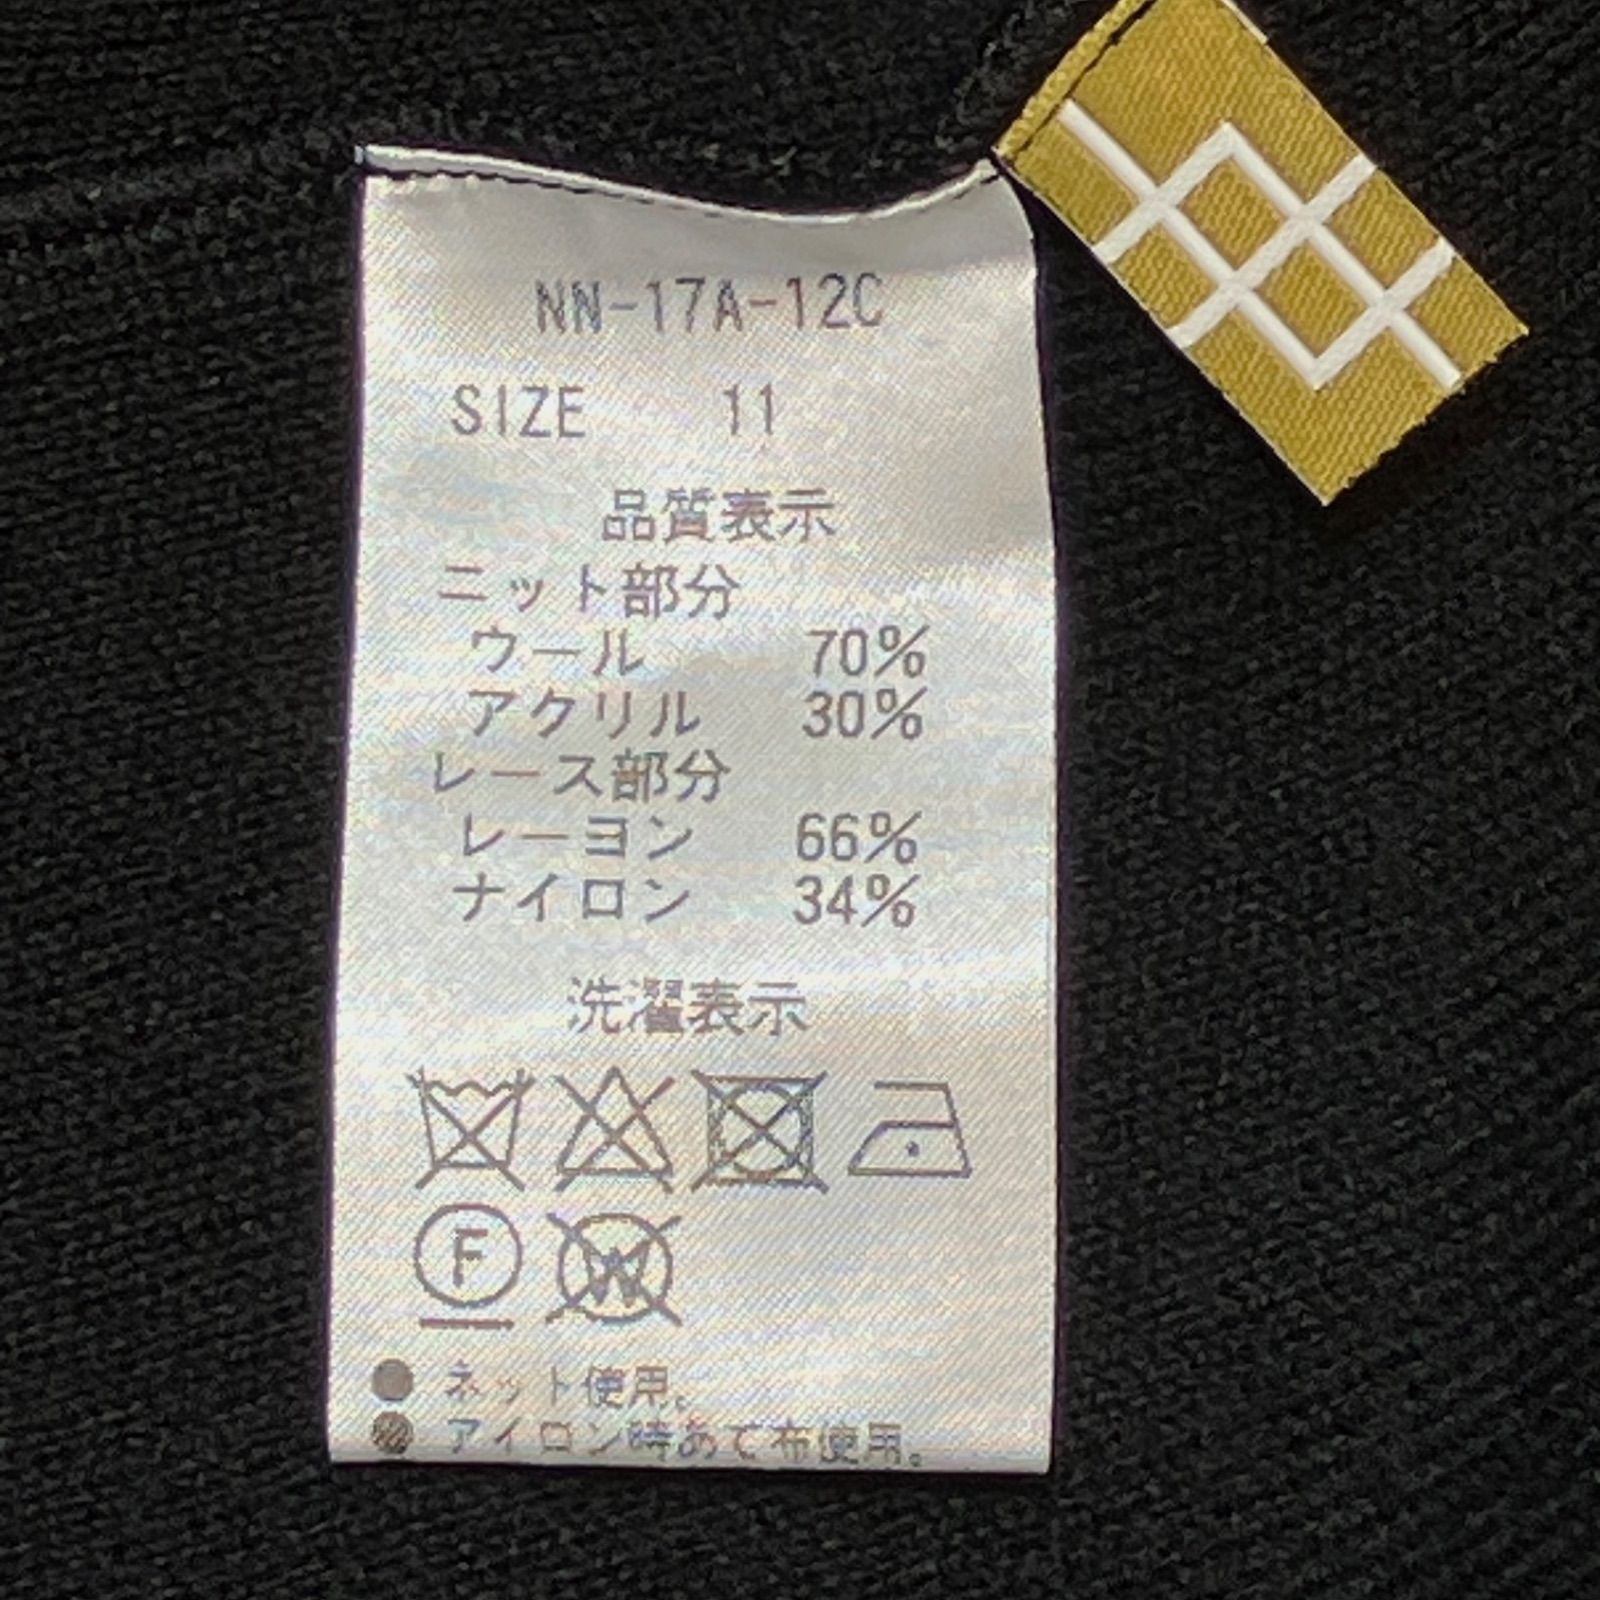 NN-17A-12C
SIZE 11
品質表示
ニット部分
ウール 70%
アクリル 30%
レース部分
レーヨン 66%
ナイロン 34%
洗濯表示
F W
● ネット使用。
● アイロン時あて布使用。